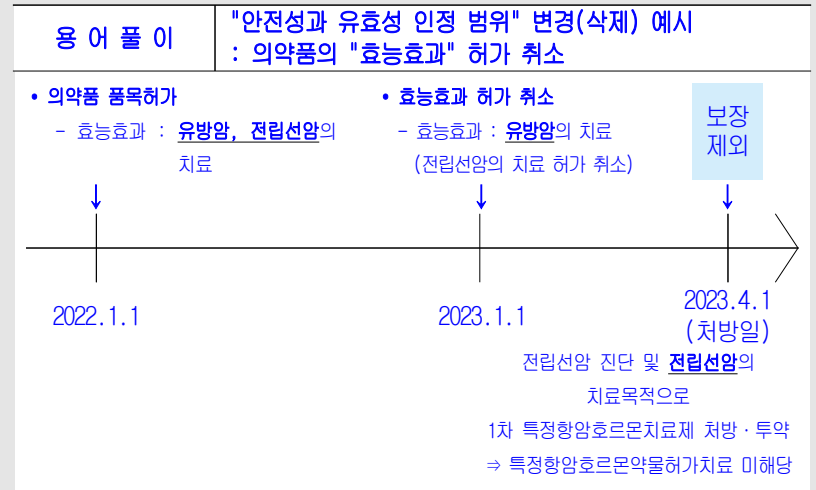 용 어 풀 이
"안전성과 유효성 인정 범위" 변경(삭제) 예시
: 의약품의 "효능효과" 허가 취소
• 의약품 품목허가
- 효능효과 : 유방암, 전립선암의
치료
• 효능효과 허가 취소
- 효능효과 : 유방암의 치료
(전립선암의 치료 허가 취소)
보장
제외
2022.1.1
2023.1.1
2023.4.1
(처방일)
전립선암 진단 및 전립선암의
치료목적으로
1차 특정항암호르몬치료제 처방·투약
⇒ 특정항암호르몬약물허가치료 미해당